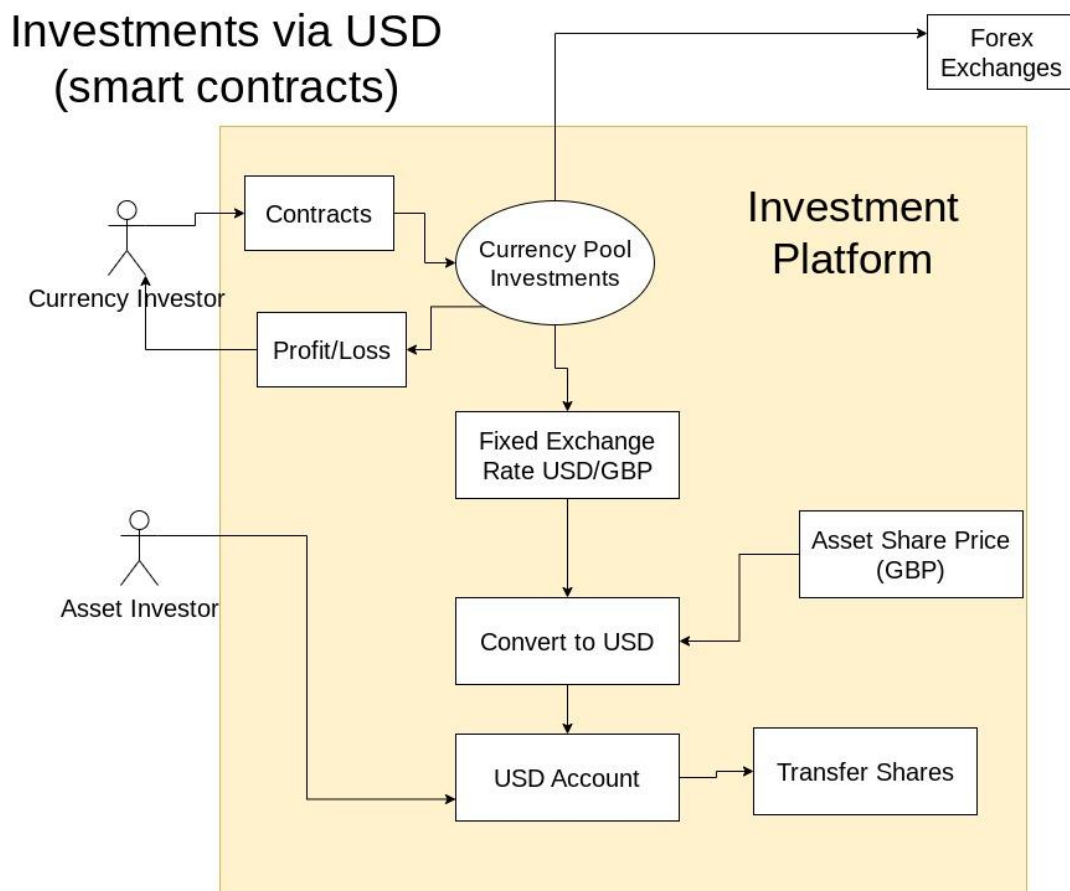 Investments via USD
(smart contracts)
Forex
Exchanges
Investment
Platform
Contracts
Currency Pool
Investments
Currency Investor
Profit/Loss
Fixed Exchange
Rate USD/GBP
Asset Share Price
(GBP)
Asset Investor
Convert to USD
USD Account
Transfer Shares